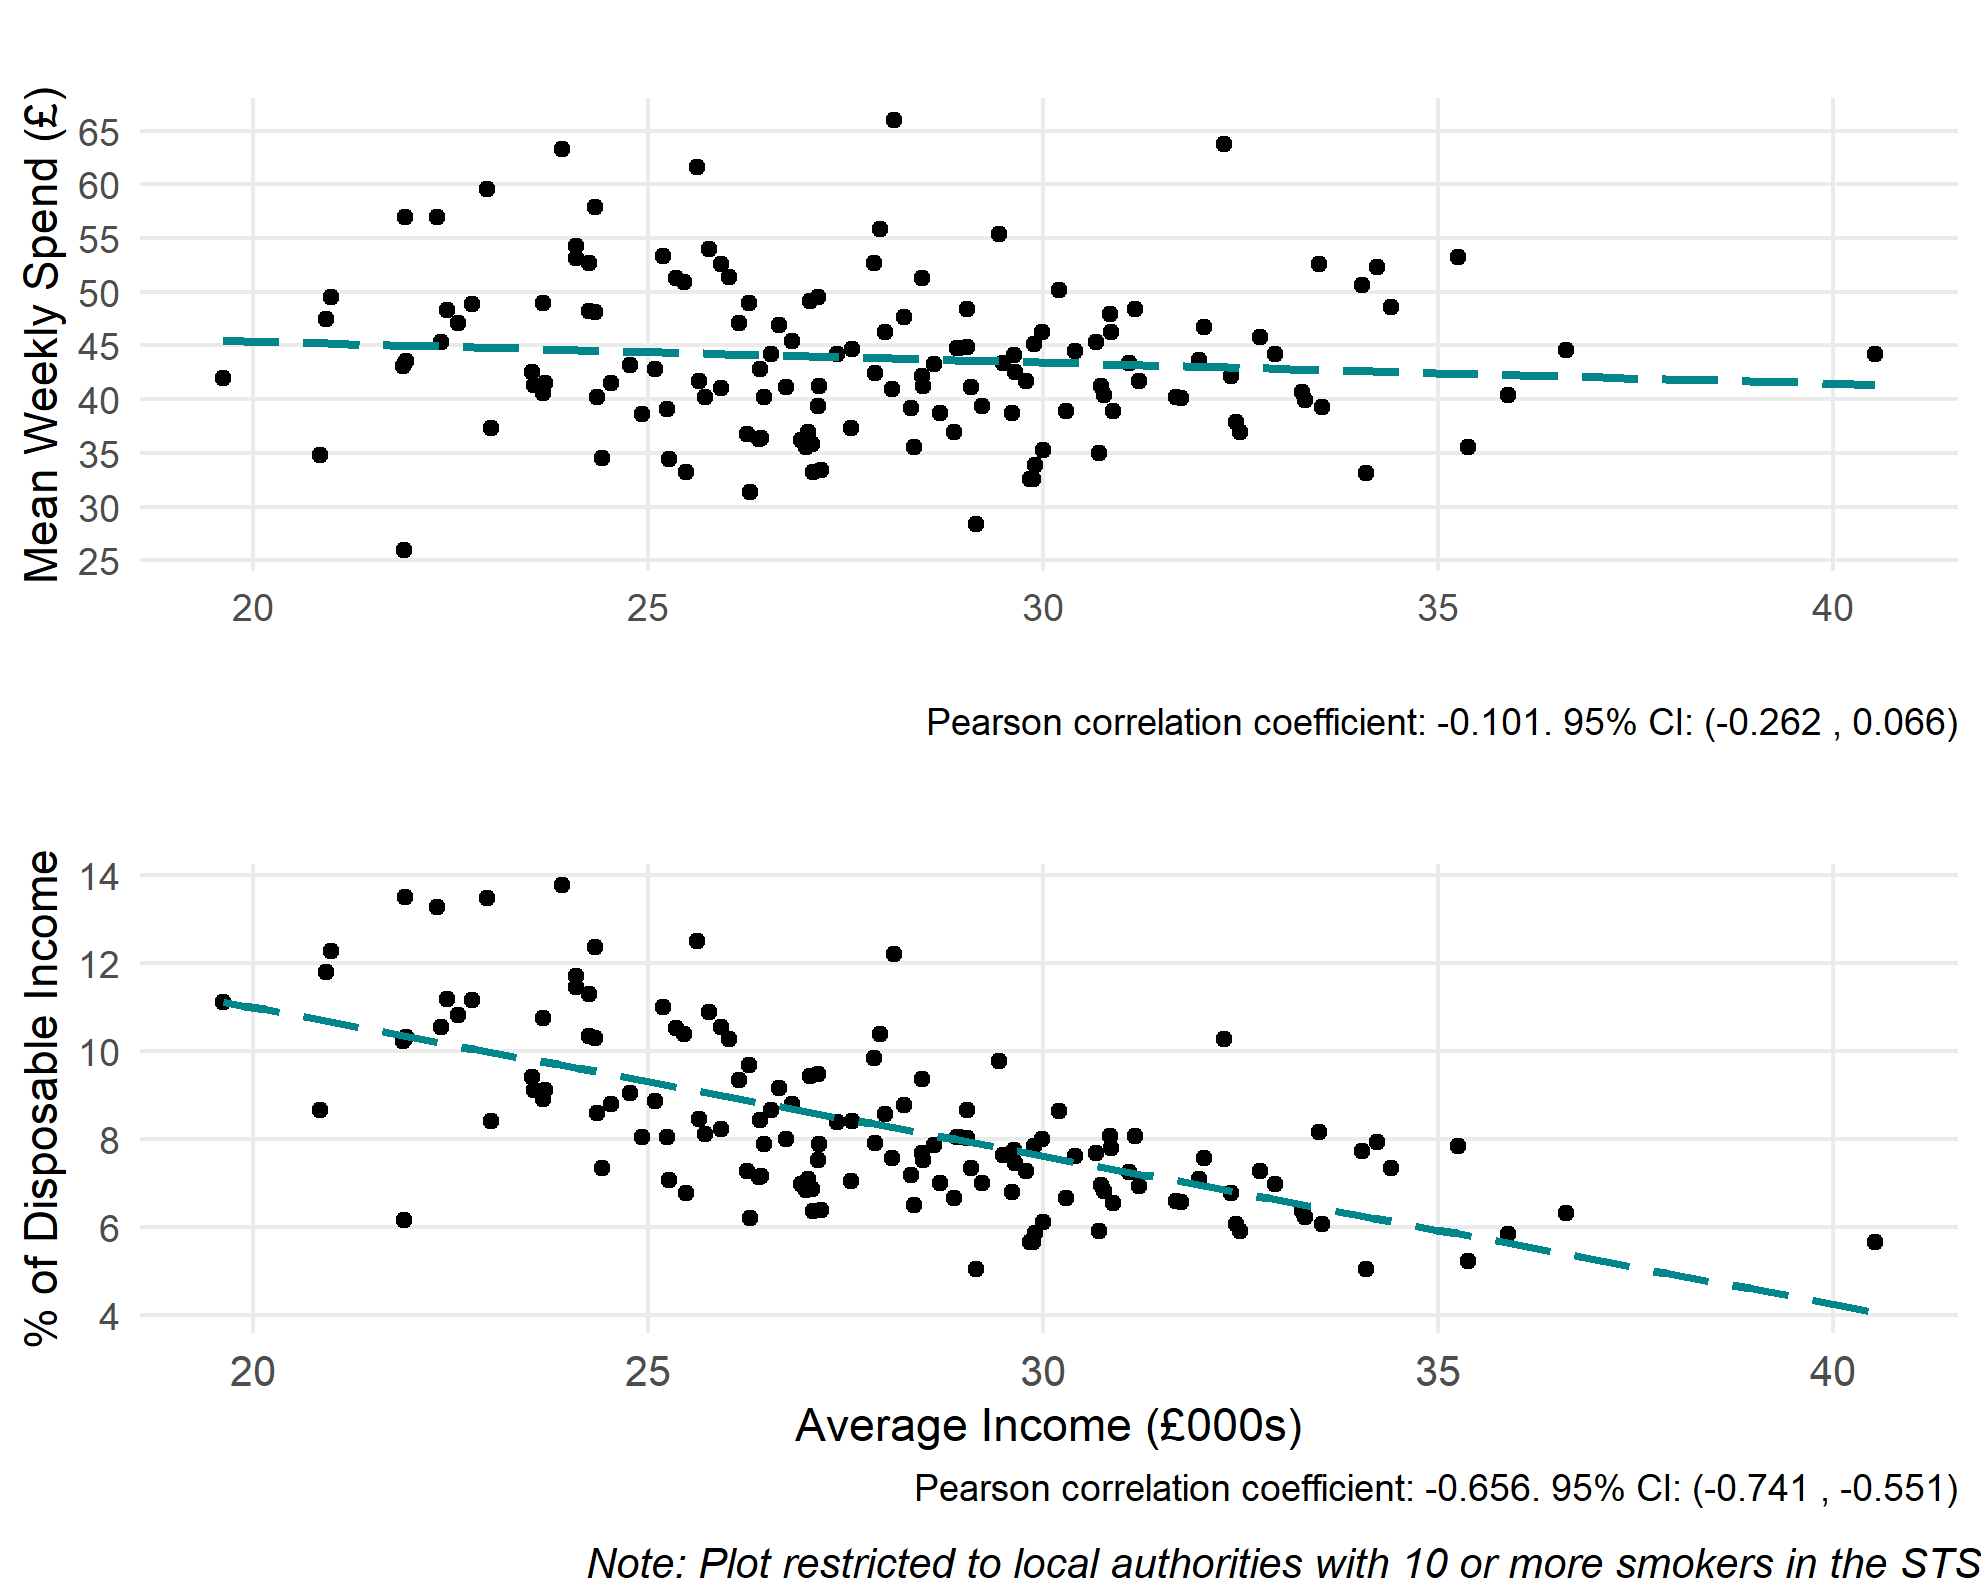 Mean Weekly Spend (£)
65
60
55
50
45
40
35
30
25
20 25 30 35 40
Pearson correlation coefficient: -0.101. 95% CI: (-0.262 , 0.066)
% of Disposable Income
14
12
10
8
6
4
20 25 30 35 40
Average Income (£000s)
Pearson correlation coefficient: -0.656. 95% CI: (-0.741 , -0.551)
Note: Plot restricted to local authorities with 10 or more smokers in the STS